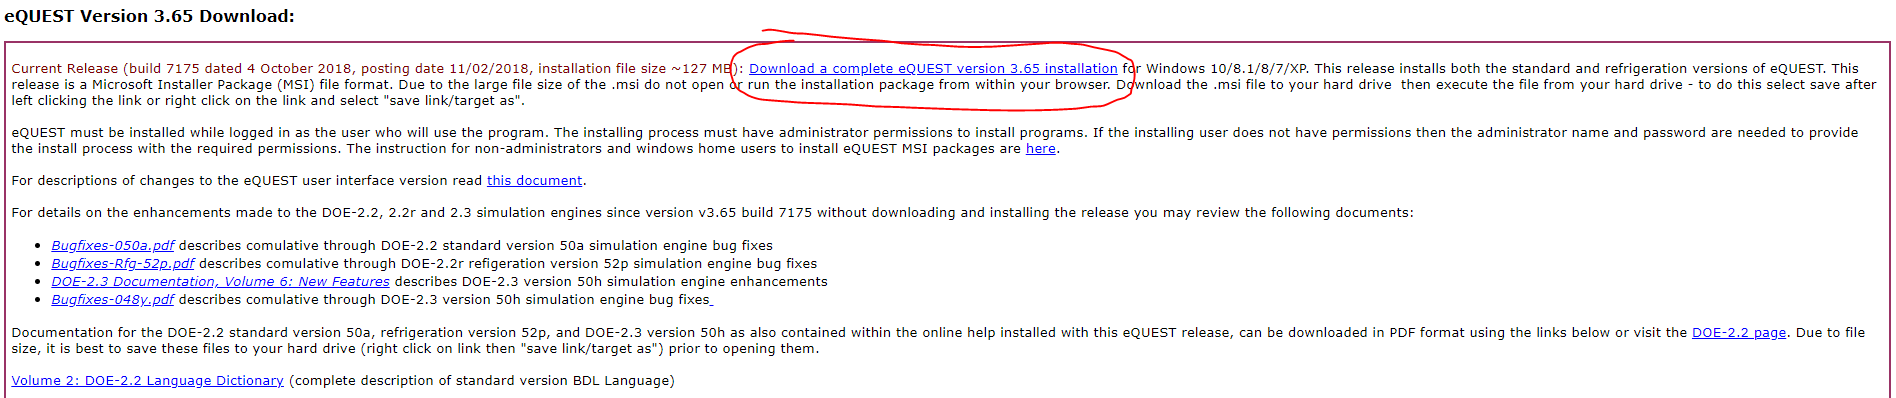 eQUEST Version 3.65 Download:
Current Release (build 7175 dated 4 October 2018, posting date 11/02/2018, installation file size ~127 MB): Download a complete eQUEST version 3.65 installation for Windows 10/8.1/8/7/XP. This release installs both the standard and refrigeration versions of eQUEST. This
release is a Microsoft Installer Package (MSI) file format. Due to the large file size of the .msi do not open or run the installation package from within your browser. Download the .msi file to your hard drive  then execute the file from your hard drive - to do this select save after
left clicking the link or right click on the link and select "save link/target as".
eQUEST must be installed while logged in as the user who will use the program. The installing process must have administrator permissions to install programs. If the installing user does not have permissions then the administrator name and password are needed to provide
the install process with the required permissions. The instruction for non-administrators and windows home users to install eQUEST MSI packages are here.
For descriptions of changes to the eQUEST user interface version read this document.
For details on the enhancements made to the DOE-2.2, 2.2r and 2.3 simulation engines since version v3.65 build 7175 without downloading and installing the release you may review the following documents:
• Bugfixes-050a.pdf describes comulative through DOE-2.2 standard version 50a simulation engine bug fixes
• Bugfixes-Rfg-52p.pdf describes comulative through DOE-2.2r refigeration version 52p simulation engine bug fixes
• DOE-2.3 Documentation, Volume 6: New Features describes DOE-2.3 version 50h simulation engine enhancements
• Bugfixes-048y.pdf describes comulative through DOE-2.3 version 50h simulation engine bug fixes
Documentation for the DOE-2.2 standard version 50a, refrigeration version 52p, and DOE-2.3 version 50h as also contained within the online help installed with this eQUEST release, can be downloaded in PDF format using the links below or visit the DOE-2.2 page. Due to file
size, it is best to save these files to your hard drive (right click on link then "save link/target as") prior to opening them.
Volume 2: DOE-2.2 Language Dictionary (complete description of standard version BDL Language)